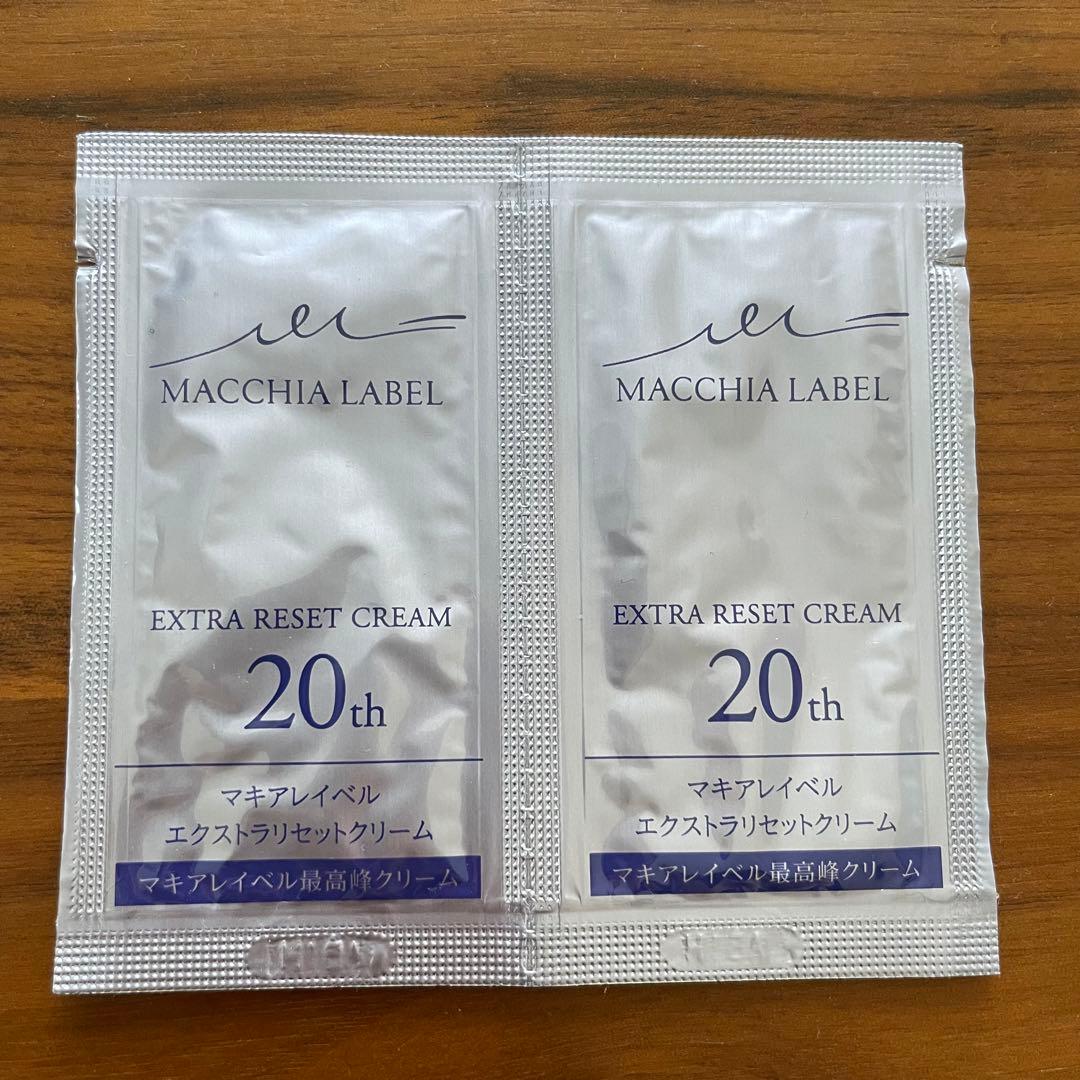 MACCHIA LABEL
EXTRA RESET CREAM
20th
マキアレイベル
エクストラリセットクリーム
マキアレイベル最高峰クリーム
MACCHIA LABEL
EXTRA RESET CREAM
20th
マキアレイベル
エクストラリセットクリーム
マキアレイベル最高峰クリーム